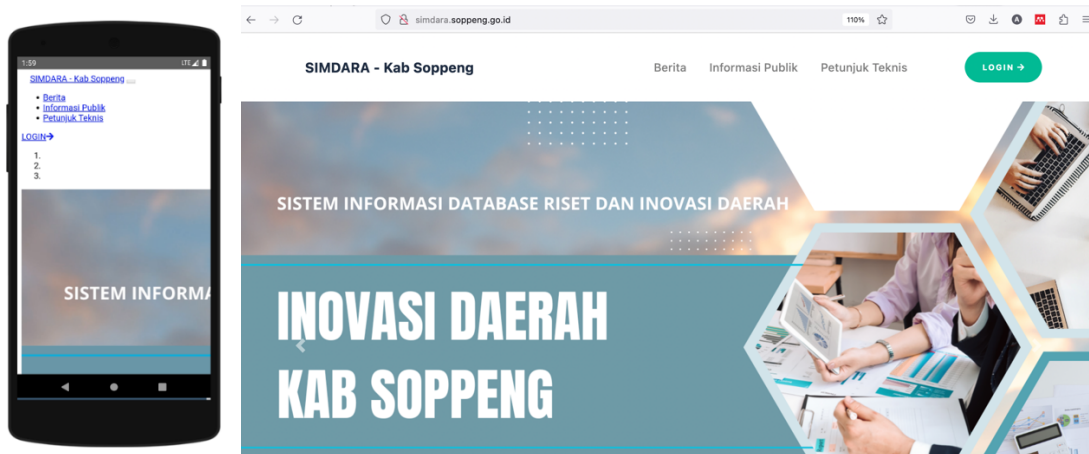 1:59
LTE
SIMDARA - Kab Soppeng
Berita
Informasi Publik
Petunjuk Teknis
LOGIN→
1.
2.
3.
SISTEM INFORMA
simdara.soppeng.go.id
110%
SIMDARA - Kab Soppeng
Berita
Informasi Publik
Petunjuk Teknis
LOGIN →
SISTEM INFORMASI DATABASE RISET DAN INOVASI DAERAH
INOVASI DAERAH
KAB SOPPENG